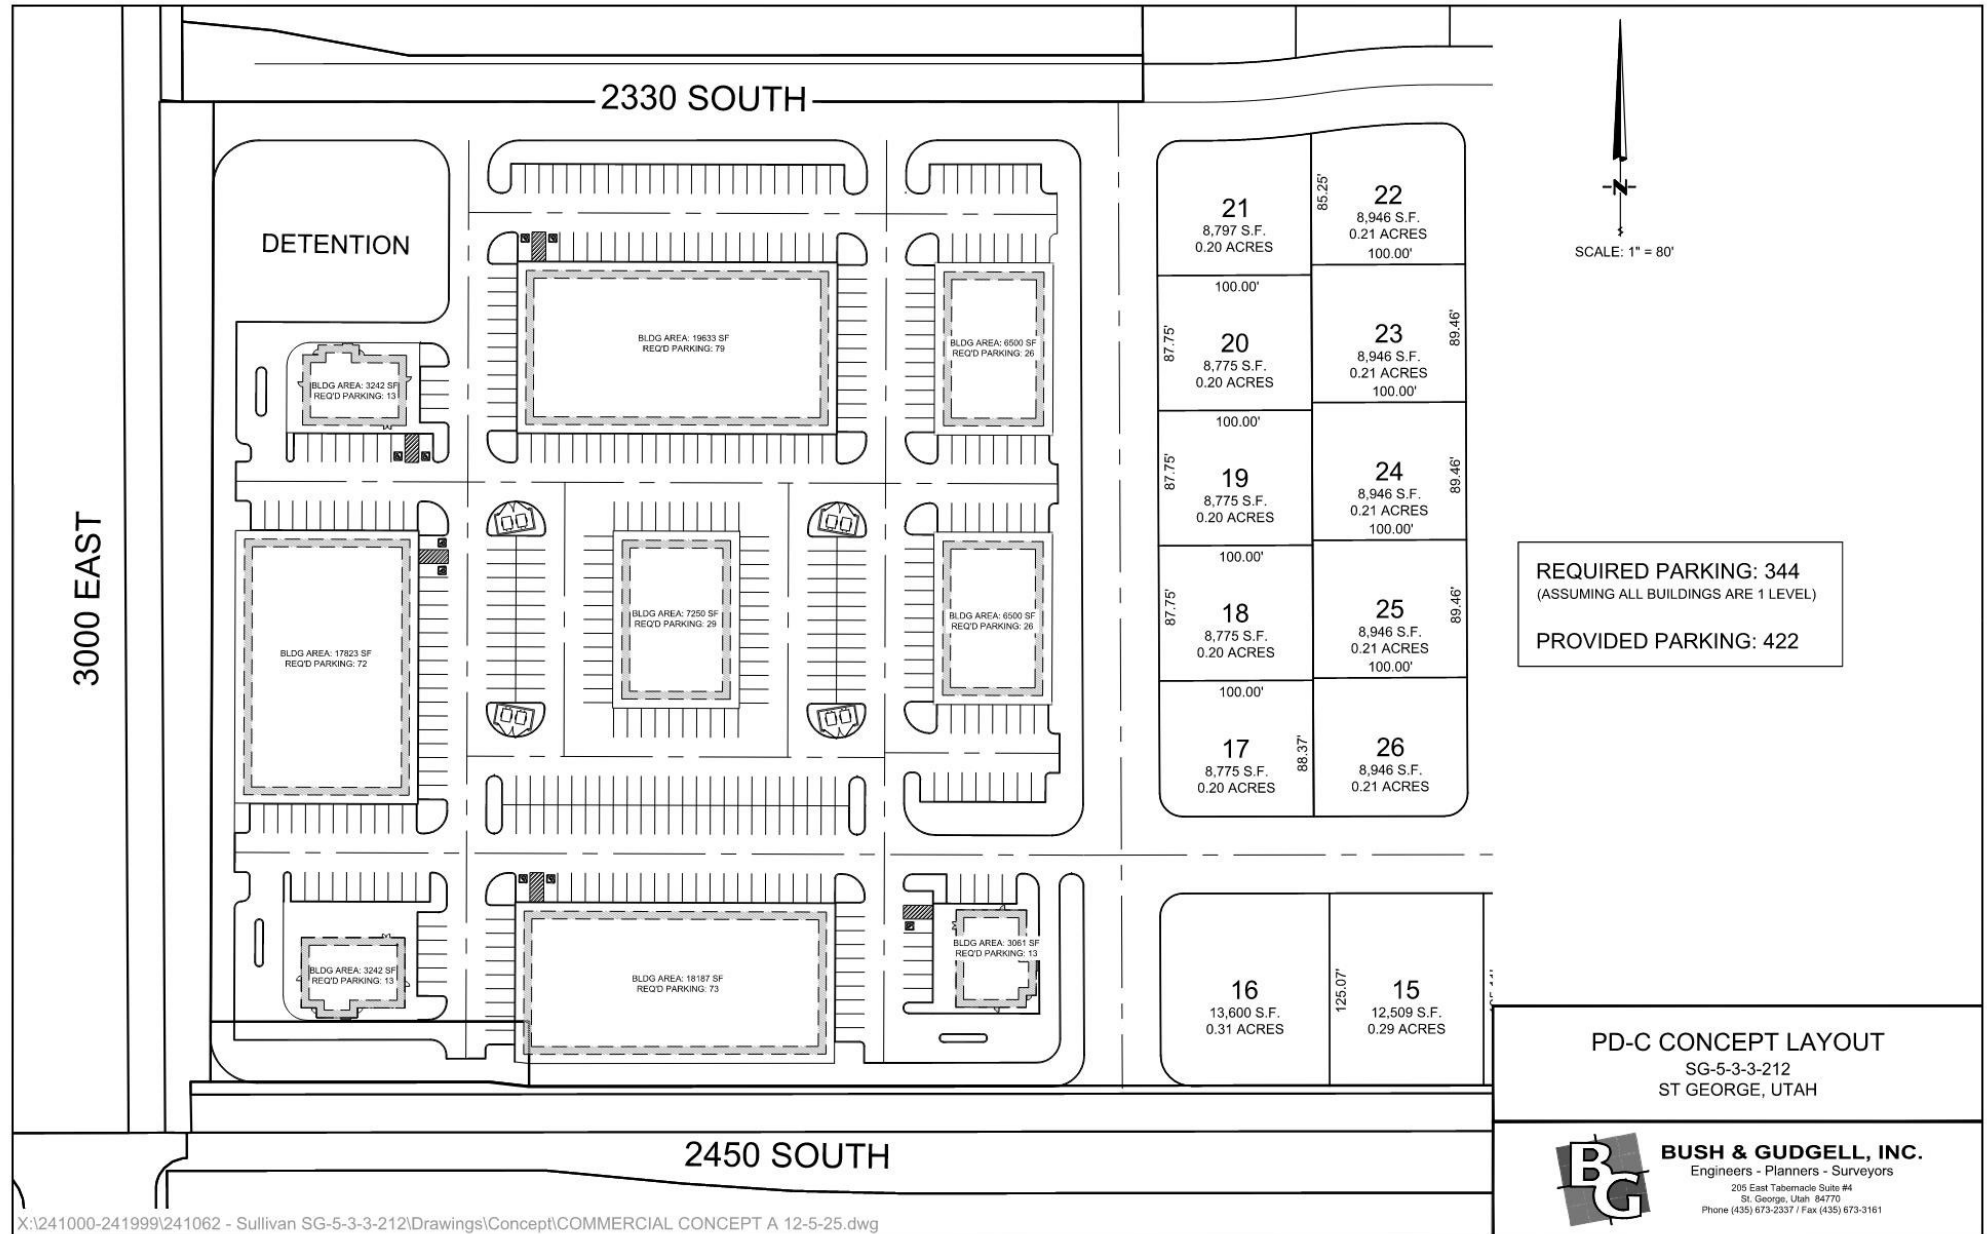 2330 SOUTH
DETENTION
BLDG AREA: 3242 SF
REQ'D PARKING: 13
BLDG AREA: 19633 SF
REQ'D PARKING: 79
BLDG AREA: 6500 SF
REQ'D PARKING: 26
3000 EAST
BLDG AREA: 17823 SF
REQ'D PARKING: 72
BLDG AREA: 7250 SF
REQ'D PARKING: 29
BLDG AREA: 6500 SF
REQ'D PARKING: 26
BLDG AREA: 3242 SF
REQ'D PARKING: 13
BLDG AREA: 18187 SF
REQ'D PARKING: 73
BLDG AREA: 3061 SF
REQ'D PARKING: 13
21
8,797 S.F.
0.20 ACRES
100.00'
85.25'
22
8,946 S.F.
0.21 ACRES
100.00'
87.75'
20
8,775 S.F.
0.20 ACRES
100.00'
23
8,946 S.F.
0.21 ACRES
100.00'
89.46'
87.75'
19
8,775 S.F.
0.20 ACRES
100.00'
24
8,946 S.F.
0.21 ACRES
100.00'
89.46'
87.75'
18
8,775 S.F.
0.20 ACRES
100.00'
25
8,946 S.F.
0.21 ACRES
100.00'
89.46'
17
8,775 S.F.
0.20 ACRES
88.37'
26
8,946 S.F.
0.21 ACRES
16
13,600 S.F.
0.31 ACRES
125.07'
15
12,509 S.F.
0.29 ACRES
N
SCALE: 1" = 80'
REQUIRED PARKING: 344
(ASSUMING ALL BUILDINGS ARE 1 LEVEL)
PROVIDED PARKING: 422
2450 SOUTH
PD-C CONCEPT LAYOUT
SG-5-3-3-212
ST GEORGE, UTAH
BG
BUSH & GUDGELL, INC.
Engineers - Planners - Surveyors
205 East Tabernacle Suite #4
St. George, Utah 84770
Phone (435) 673-2337 / Fax (435) 673-3161
X:\241000-241999\241062 - Sullivan SG-5-3-3-212\Drawings\Concept\COMMERCIAL CONCEPT A 12-5-25.dwg